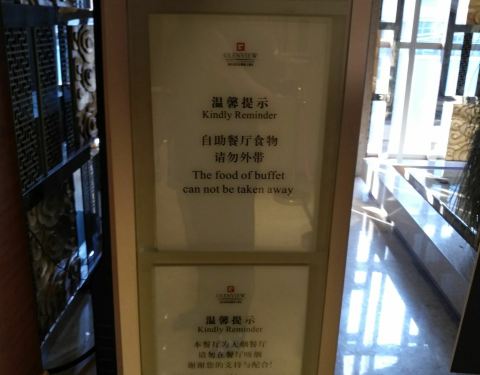 GLENVIEW
温馨提示
Kindly Reminder
自助餐厅食物
请勿外带
The food of buffet
can not be taken away
GLENVIEW
温馨提示
Kindly Reminder
本餐厅为无烟餐厅
请勿在餐厅吸烟
谢谢您的支持与配合!